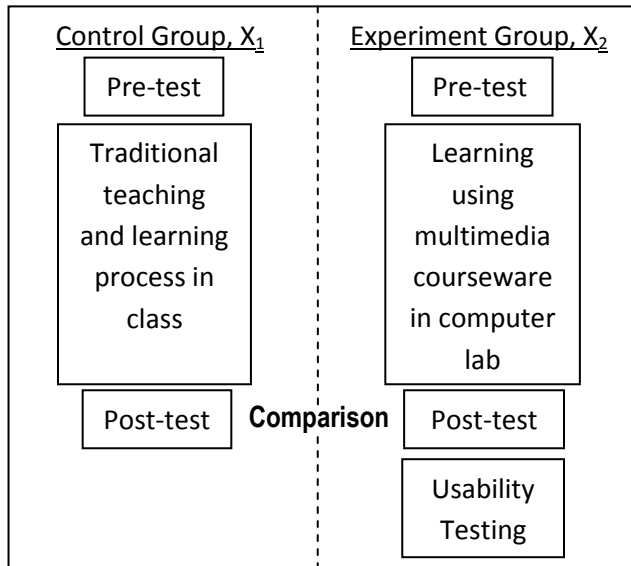 Control Group, X1
Pre-test
Traditional
teaching
and learning
process in
class
Post-test
Comparison
Experiment Group, X2
Pre-test
Learning
using
multimedia
courseware
in computer
lab
Post-test
Usability
Testing